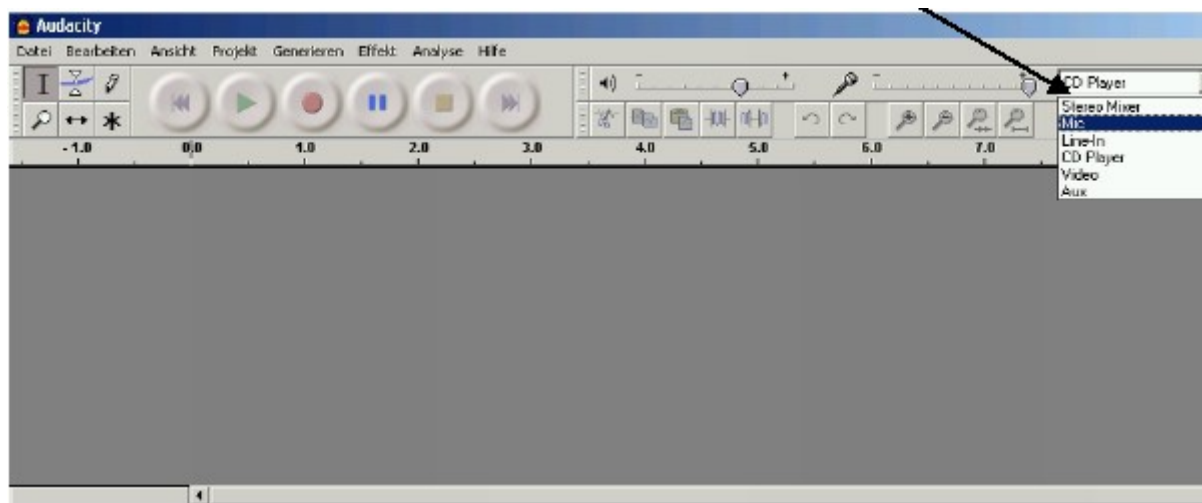 Audacity
Datei Bearbeiten Ansicht Projekt Generieren Effekt Analyse Hilfe
CD Player
Stereo Mixer
Mic
Line-In
CD Player
Video
Aux
- 1.0 0.0 1.0 2.0 3.0 4.0 5.0 6.0 7.0